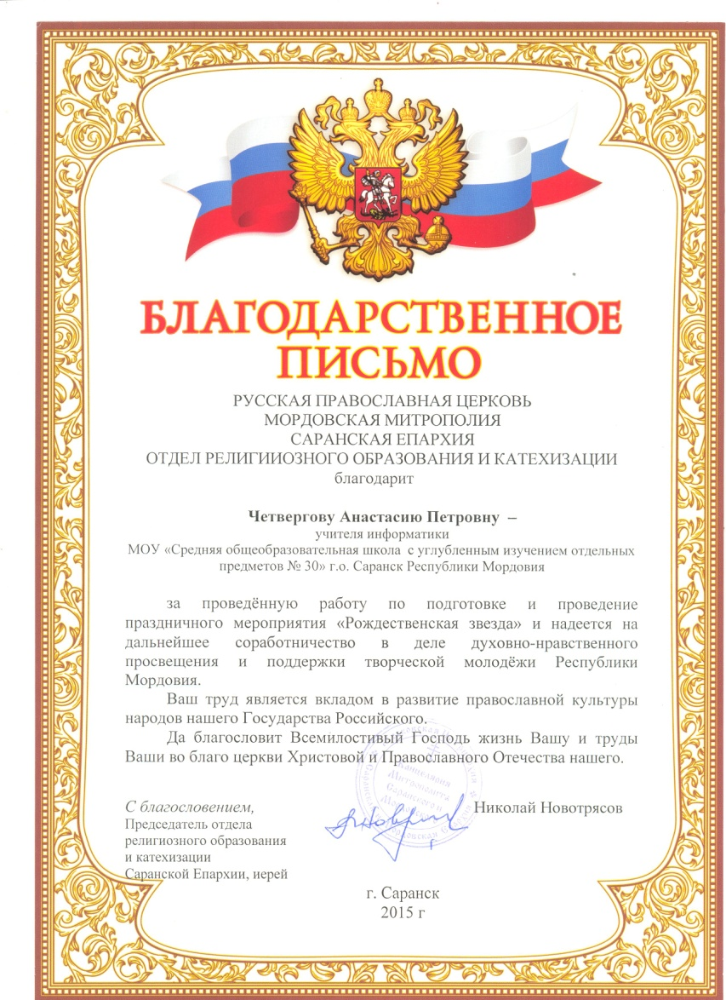 БЛАГОДАРСТВЕННОЕ
ПИСЬМО
РУССКАЯ ПРАВОСЛАВНАЯ ЦЕРКОВЬ
МОРДОВСКАЯ МИТРОПОЛИЯ
САРАНСКАЯ ЕПАРХИЯ
ОТДЕЛ РЕЛИГИИОЗНОГО ОБРАЗОВАНИЯ И КАТЕХИЗАЦИИ
благодарит
Четвергову Анастасию Петровну –
учителя информатики
МОУ «Средняя общеобразовательная школа с углубленным изучением отдельных
предметов № 30» г.о. Саранск Республики Мордовия
за проведённую работу по подготовке и проведение
праздничного мероприятия «Рождественская звезда» и надеется на
дальнейшее соработничество в деле духовно-нравственного
просвещения и поддержки творческой молодёжи Республики
Мордовия.
Ваш труд является вкладом в развитие православной культуры
народов нашего Государства Российского.
Да благословит Всемилостивый Господь жизнь Вашу и труды
Ваши во благо церкви Христовой и Православного Отечества нашего.
Канцелярия
Митрополита
Саранского и
С благословением,
Николай Новотрясов
Председатель отдела
религиозного образования
и катехизации
Саранской Епархии, иерей
г. Саранск
2015 г